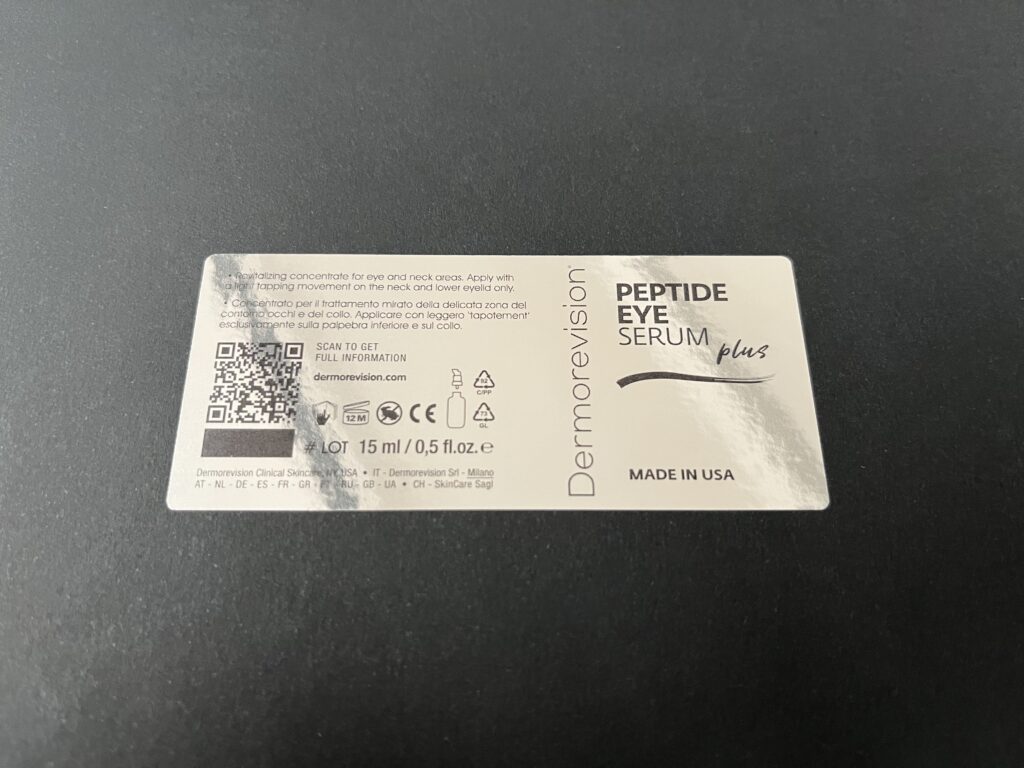 • Revitalizing concentrate for eye and neck areas. Apply with
a light tapping movement on the neck and lower eyelid only.
• Concentrato per il trattamento mirato della delicata zona del
contorno occhi e del collo. Applicare con leggero 'tapotement'
esclusivamente sulla palpebra inferiore e sul collo.
SCAN TO GET
FULL INFORMATION
dermorevision.com
12 M
CE
92
C/PP
73
GL
# LOT 15 ml / 0,5 fl.oz. ℮
Dermorevision Clinical Skincare, NY USA • IT - Dermorevision Srl - Milano
AT - NL - DE - ES - FR - GR - PT - RU - GB - UA • CH - SkinCare Sagl
Dermorevision®
PEPTIDE
EYE
SERUM
plus
MADE IN USA